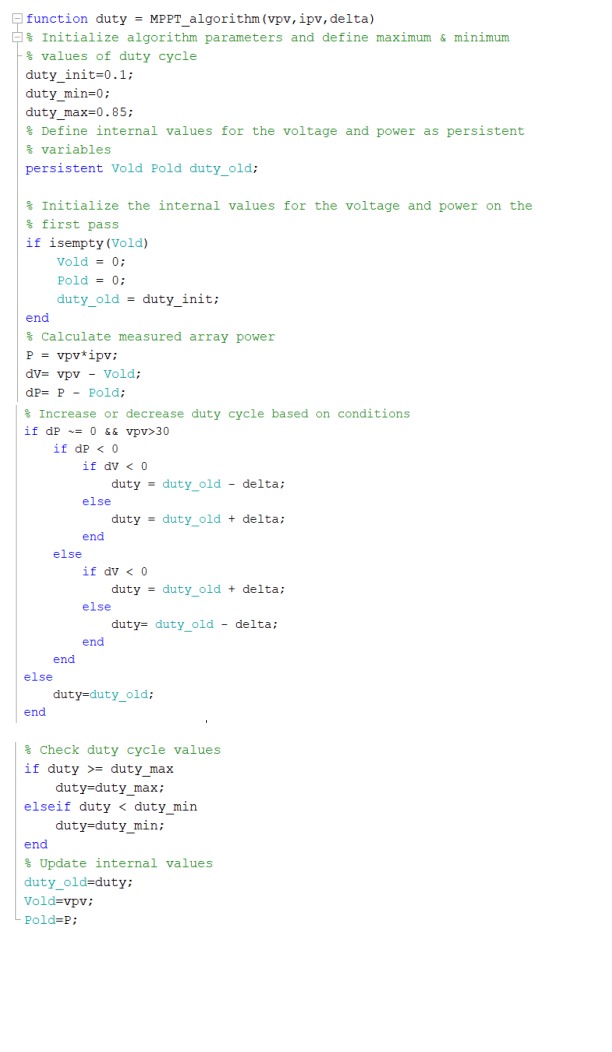 function duty = MPPT_algorithm(vpv,ipv,delta)
% Initialize algorithm parameters and define maximum & minimum
% values of duty cycle
duty_init=0.1;
duty_min=0;
duty_max=0.85;
% Define internal values for the voltage and power as persistent
% variables
persistent Vold Pold duty_old;

% Initialize the internal values for the voltage and power on the
% first pass
if isempty(Vold)
    Vold = 0;
    Pold = 0;
    duty_old = duty_init;
end
% Calculate measured array power
P = vpv*ipv;
dV= vpv - Vold;
dP= P - Pold;
% Increase or decrease duty cycle based on conditions
if dP ~= 0 && vpv>30
    if dP < 0
        if dV < 0
            duty = duty_old - delta;
        else
            duty = duty_old + delta;
        end
    else
        if dV < 0
            duty = duty_old + delta;
        else
            duty= duty_old - delta;
        end
    end
else
    duty=duty_old;
end

% Check duty cycle values
if duty >= duty_max
    duty=duty_max;
elseif duty < duty_min
    duty=duty_min;
end
% Update internal values
duty_old=duty;
Vold=vpv;
Pold=P;